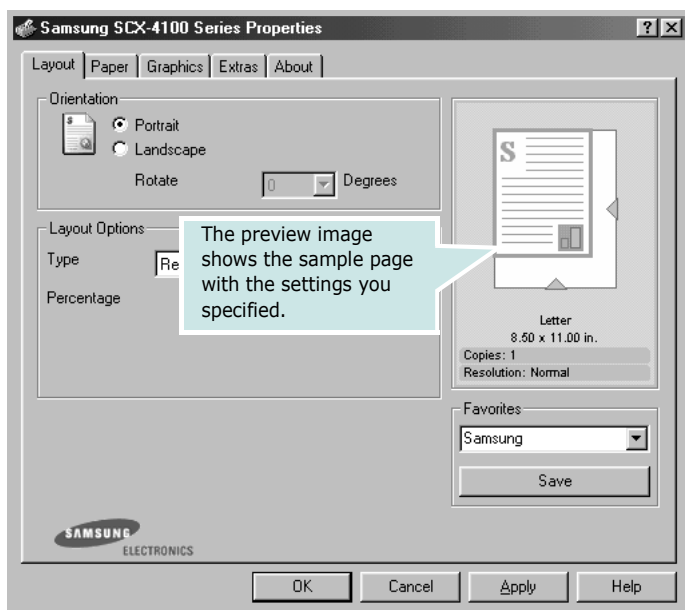 Samsung SCX-4100 Series Properties
Layout Paper Graphics Extras About
Orientation
S
Portrait
Landscape
Rotate 0 Degrees
Layout Options
Type Re
Percentage
The preview image
shows the sample page
with the settings you
specified.
S
Letter
8.50 x 11.00 in.
Copies: 1
Resolution: Normal
Favorites
Samsung
Save
SAMSUNG
ELECTRONICS
OK Cancel Apply Help